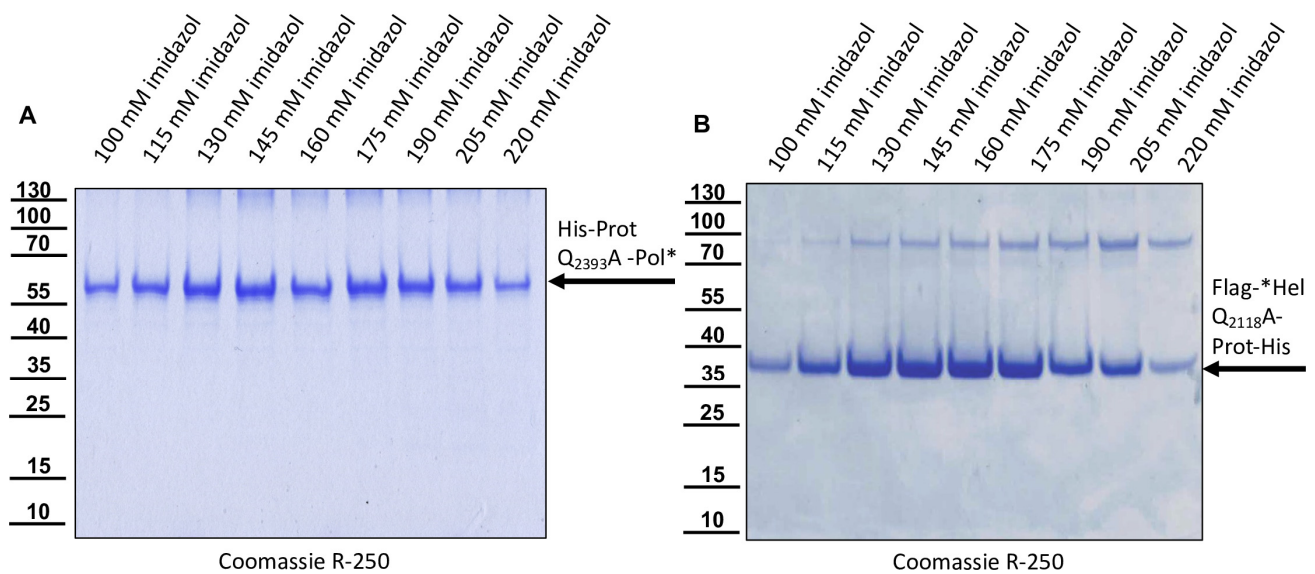 A
100 mM imidazol
115 mM imidazol
130 mM imidazol
145 mM imidazol
160 mM imidazol
175 mM imidazol
190 mM imidazol
205 mM imidazol
220 mM imidazol
130
100
70
55
40
35
25
15
10
His-Prot
Q2393A -Pol*
Coomassie R-250
B
100 mM imidazol
115 mM imidazol
130 mM imidazol
145 mM imidazol
160 mM imidazol
175 mM imidazol
190 mM imidazol
205 mM imidazol
220 mM imidazol
130
100
70
55
40
35
25
15
10
Flag-*Hel
Q2118A-
Prot-His
Coomassie R-250